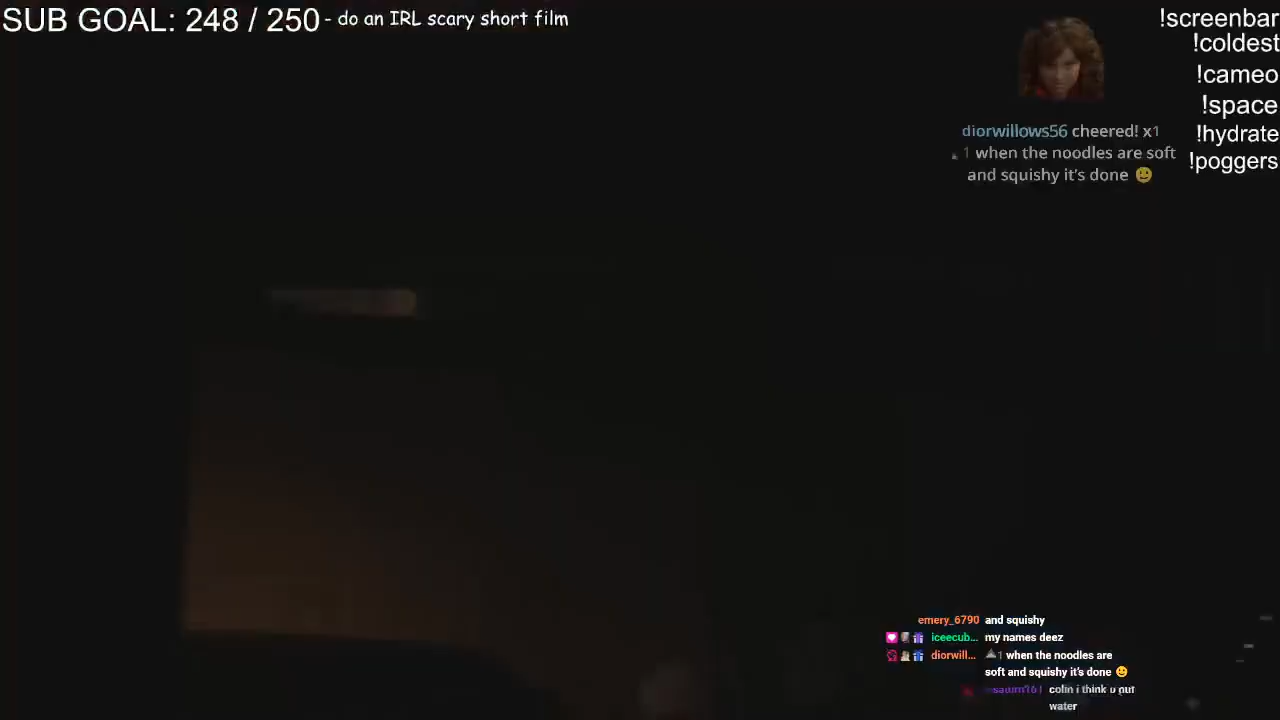 SUB GOAL: 248 / 250 - do an IRL scary short film
!screenbar
!coldest
!cameo
!space
!hydrate
!poggers
diorwillows56 cheered! x1
1 when the noodles are soft
and squishy it's done
emery_6790 and squishy
iceecub... my names deez
diorwill... 1 when the noodles are
soft and squishy it's done
colin i think u put
water